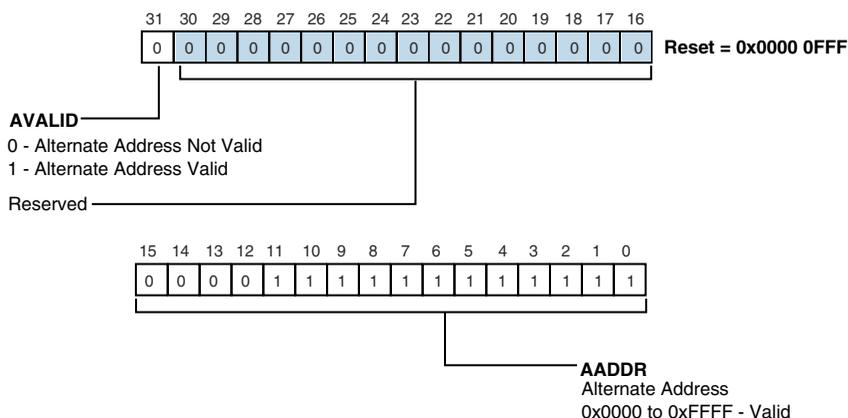 31 30 29 28 27 26 25 24 23 22 21 20 19 18 17 16
0 0 0 0 0 0 0 0 0 0 0 0 0 0 0 0 Reset = 0x0000 0FFF
AVALID
0 - Alternate Address Not Valid
1 - Alternate Address Valid
Reserved
15 14 13 12 11 10 9 8 7 6 5 4 3 2 1 0
0 0 0 0 1 1 1 1 1 1 1 1 1 1 1 1
AADDR
Alternate Address
0x0000 to 0xFFFF - Valid